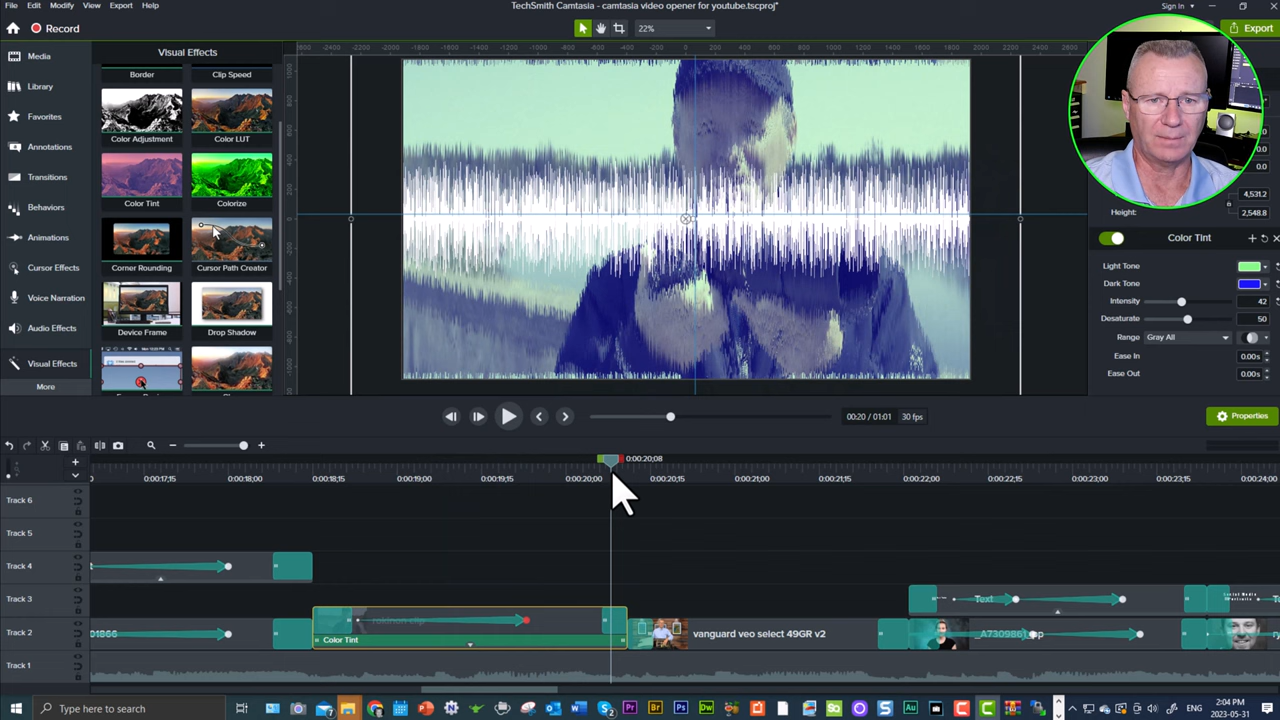 File Edit Modify View Export Help
TechSmith Camtasia - camtasia video opener for youtube.tscproj*
Sign In
Record
22%
Export
Media
Library
Favorites
Annotations
Transitions
Behaviors
Animations
Cursor Effects
Voice Narration
Audio Effects
Visual Effects
More
Visual Effects
Border
Clip Speed
Color Adjustment
Color LUT
Color Tint
Colorize
Corner Rounding
Cursor Path Creator
Device Frame
Drop Shadow
4,531.2
Height: 2,548.8
Color Tint
Light Tone
Dark Tone
Intensity 42
Desaturate 50
Range Gray All
Ease In 0.00s
Ease Out 0.00s
00:20 / 01:01 30 fps
Properties
0:00:20;08
0:00:17;15 0:00:18;00 0:00:18;15 0:00:19;00 0:00:19;15 0:00:20;00 0:00:20;15 0:00:21;00 0:00:21;15 0:00:22;00 0:00:22;15 0:00:23;00 0:00:23;15 0:00:24;00
Track 6
Track 5
Track 4
Track 3
Text
Track 2
01866
Color Tint
vanguard veo select 49GR v2
Track 1
Type here to search
ENG
2:04 PM
2023-05-31